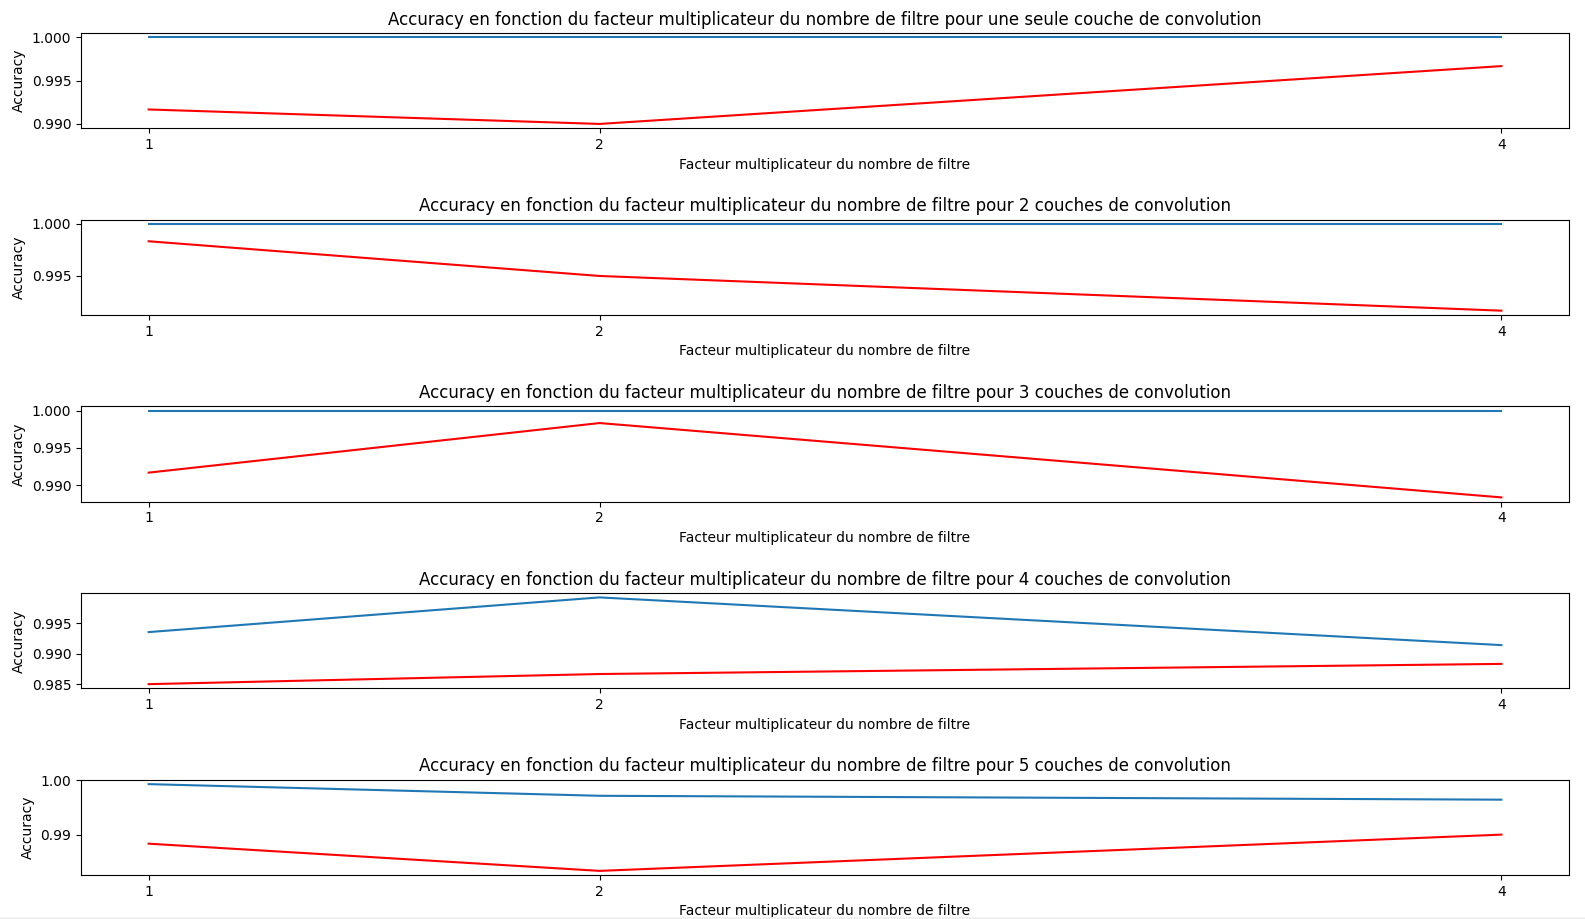 Accuracy en fonction du facteur multiplicateur du nombre de filtre pour une seule couche de convolution
1.000
0.995
0.990
Accuracy
1
2
4
Facteur multiplicateur du nombre de filtre
Accuracy en fonction du facteur multiplicateur du nombre de filtre pour 2 couches de convolution
1.000
0.995
Accuracy
1
2
4
Facteur multiplicateur du nombre de filtre
Accuracy en fonction du facteur multiplicateur du nombre de filtre pour 3 couches de convolution
1.000
0.995
0.990
Accuracy
1
2
4
Facteur multiplicateur du nombre de filtre
Accuracy en fonction du facteur multiplicateur du nombre de filtre pour 4 couches de convolution
0.995
0.990
0.985
Accuracy
1
2
4
Facteur multiplicateur du nombre de filtre
Accuracy en fonction du facteur multiplicateur du nombre de filtre pour 5 couches de convolution
1.00
0.99
Accuracy
1
2
4
Facteur multiplicateur du nombre de filtre